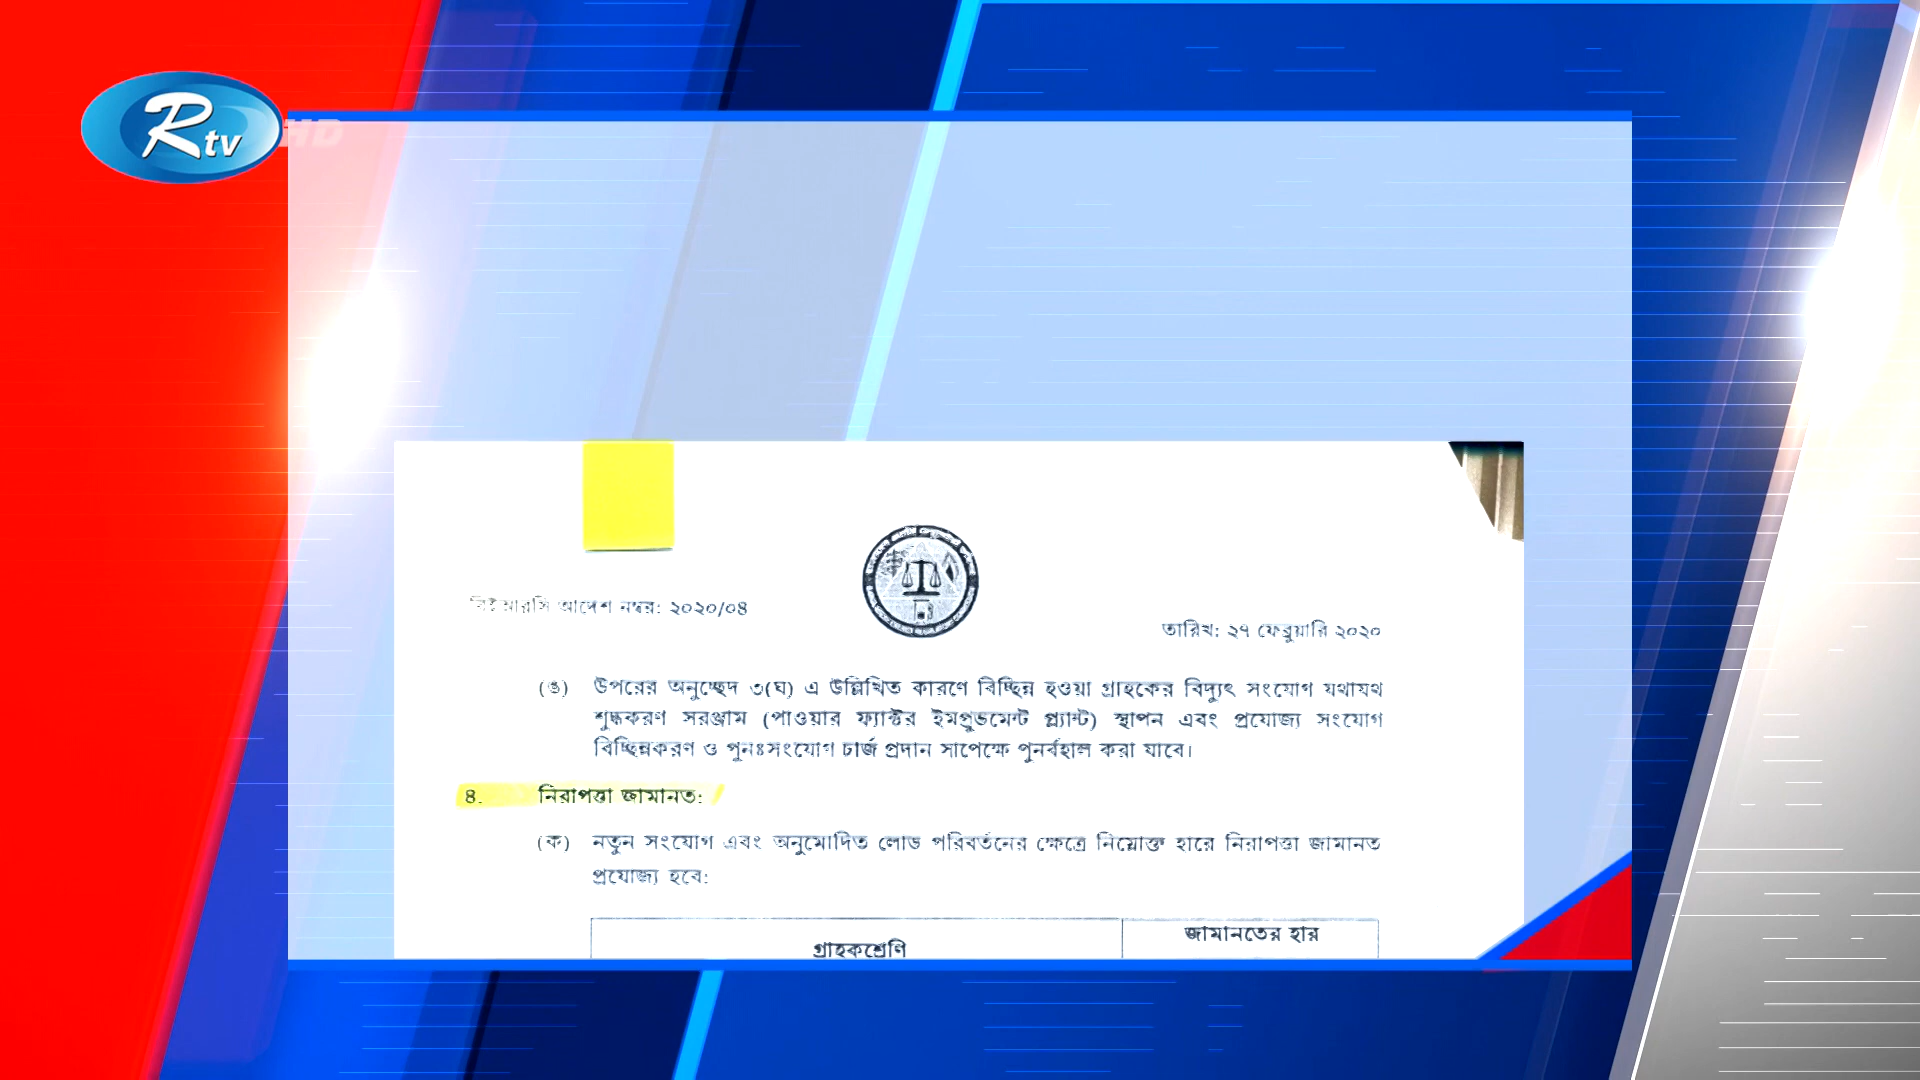 Rtv HD
বিইআরসি আদেশ নম্বর: ২০২০/০৪
তারিখ: ২৭ ফেব্রুয়ারি ২০২০
(ঙ) উপরের অনুচ্ছেদ ৩(ঘ) এ উল্লিখিত কারণে বিচ্ছিন্ন হওয়া গ্রাহকের বিদ্যুৎ সংযোগ যথাযথ
শুদ্ধকরণ সরঞ্জাম (পাওয়ার ফ্যাক্টর ইমপ্রুভমেন্ট প্ল্যান্ট) স্থাপন এবং প্রযোজ্য সংযোগ
বিচ্ছিন্নকরণ ও পুনঃসংযোগ চার্জ প্রদান সাপেক্ষে পুনর্বহাল করা যাবে।
৪. নিরাপত্তা জামানত:
(ক) নতুন সংযোগ এবং অনুমোদিত লোড পরিবর্তনের ক্ষেত্রে নিম্নোক্ত হারে নিরাপত্তা জামানত
প্রযোজ্য হবে:
গ্রাহকশ্রেণি
জামানতের হার